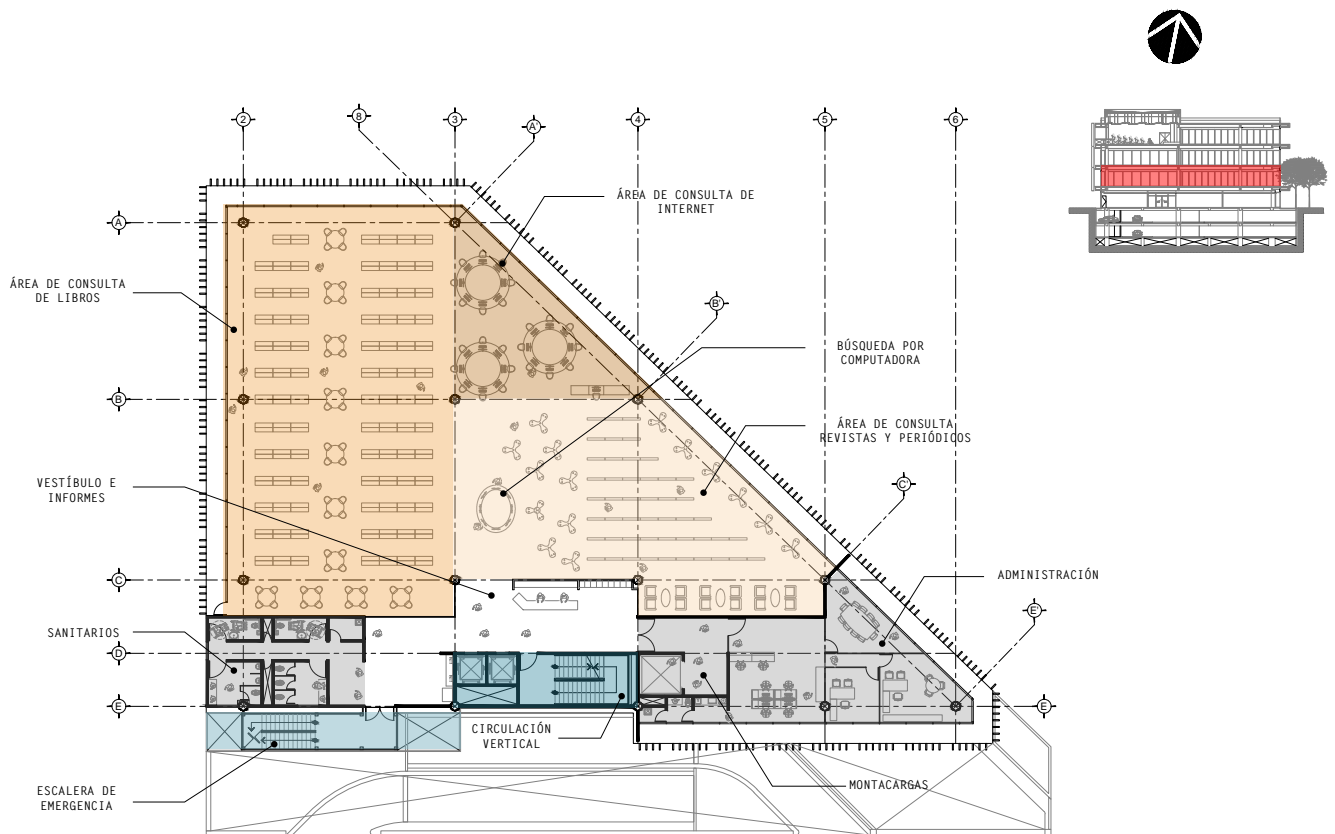 2
8
3
A'
4
5
6
ÁREA DE CONSULTA DE
INTERNET
A
ÁREA DE CONSULTA
DE LIBROS
B'
BÚSQUEDA POR
COMPUTADORA
B
ÁREA DE CONSULTA
REVISTAS Y PERIÓDICOS
VESTÍBULO E
INFORMES
C'
C
ADMINISTRACIÓN
E'
SANITARIOS
D
E
E
CIRCULACIÓN
VERTICAL
ESCALERA DE
EMERGENCIA
MONTACARGAS